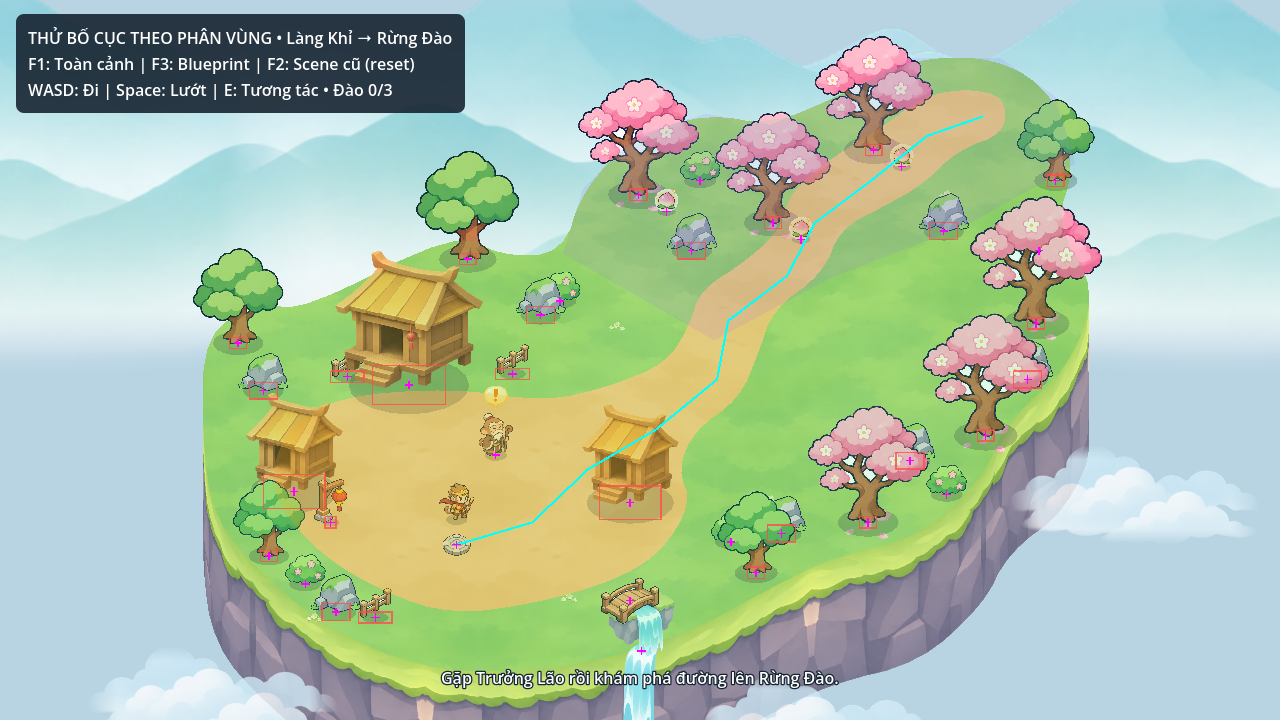 THỬ BỐ CỤC THEO PHÂN VÙNG • Làng Khỉ → Rừng Đào
F1: Toàn cảnh | F3: Blueprint | F2: Scene cũ (reset)
WASD: Đi | Space: Lướt | E: Tương tác • Đào 0/3
!
Gặp Trưởng Lão rồi khám phá đường lên Rừng Đào.